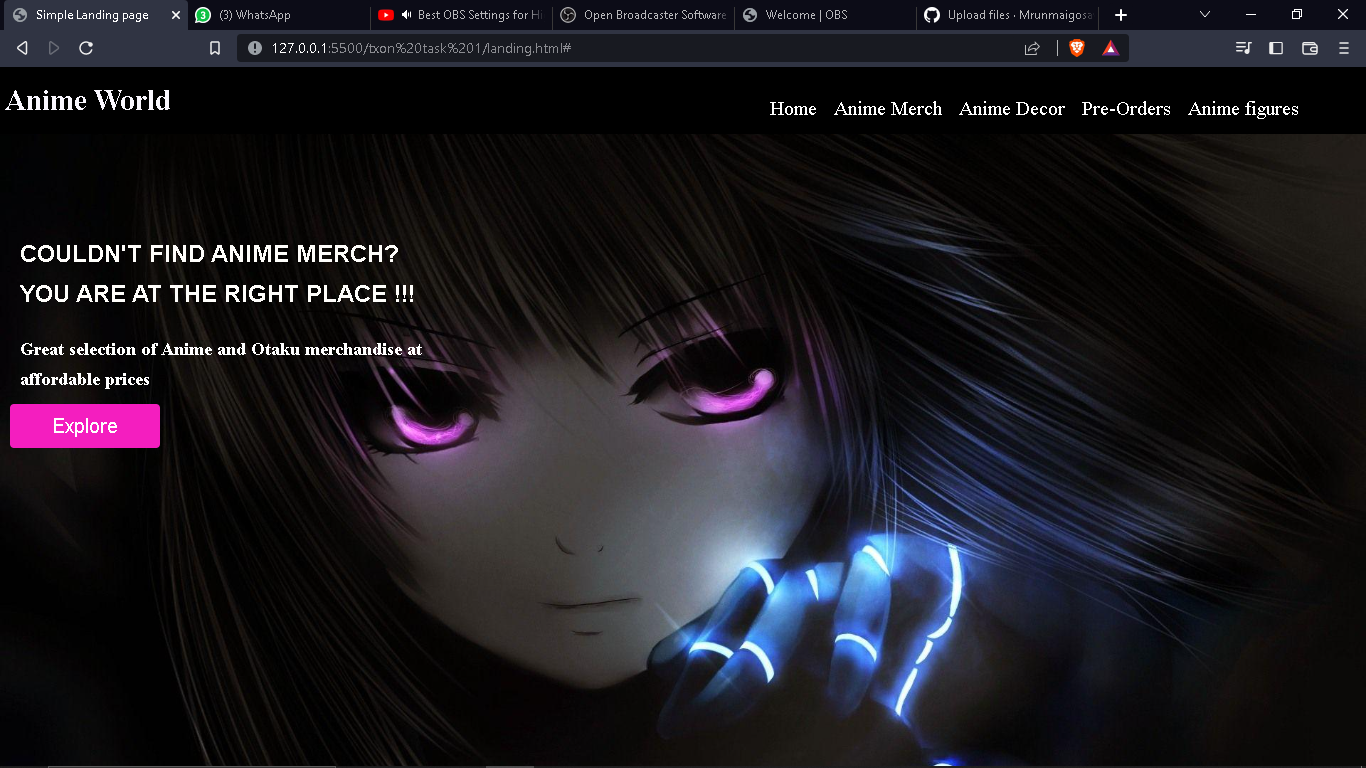 Simple Landing page
3
(3) WhatsApp
Best OBS Settings for Hi
Open Broadcaster Software
Welcome | OBS
Upload files · Mrunmaigosa
127.0.0.1:5500/txon%20task%201/landing.html#
Anime World
Home Anime Merch Anime Decor Pre-Orders Anime figures
COULDN'T FIND ANIME MERCH?
YOU ARE AT THE RIGHT PLACE !!!
Great selection of Anime and Otaku merchandise at
affordable prices
Explore